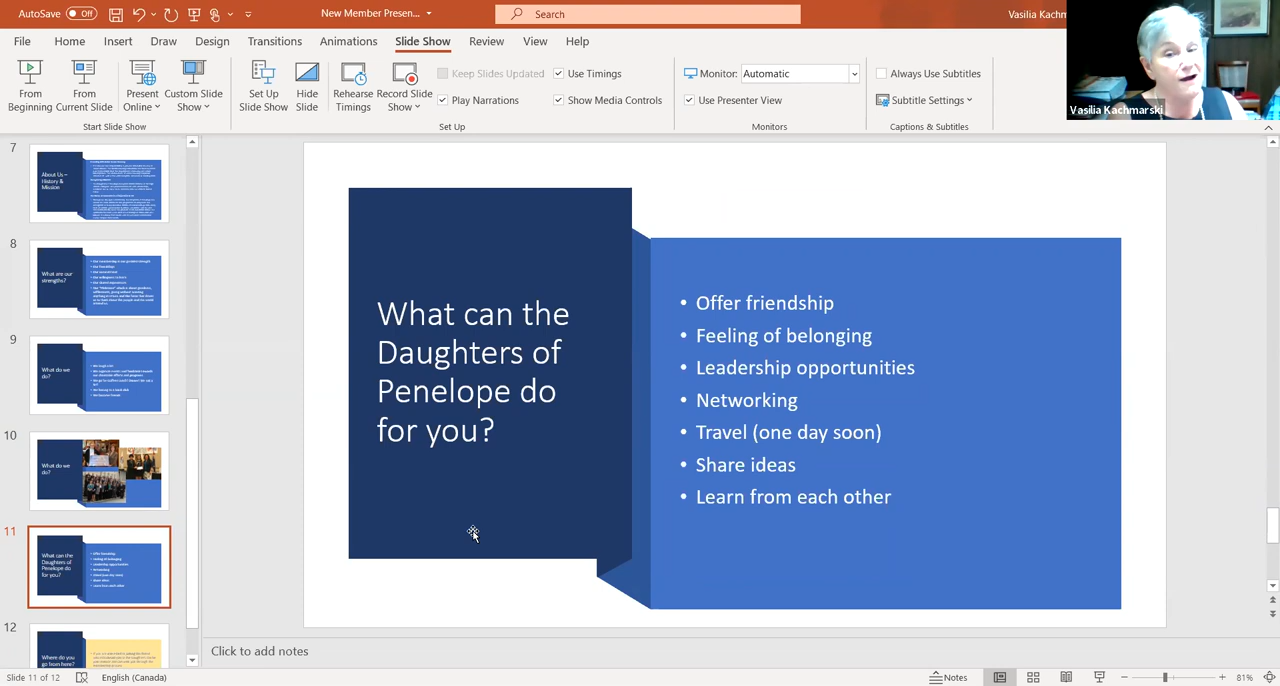 AutoSave Off
New Member Presen...
Search
Vasilia Kachm
File Home Insert Draw Design Transitions Animations Slide Show Review View Help
From Beginning
From Current Slide
Present Online
Custom Slide Show
Set Up Slide Show
Hide Slide
Rehearse Timings
Record Slide Show
Keep Slides Updated
Play Narrations
Use Timings
Show Media Controls
Monitor: Automatic
Use Presenter View
Always Use Subtitles
Subtitle Settings
Start Slide Show
Set Up
Monitors
Captions & Subtitles
Vasilia Kachmarski
7
About Us –
History &
Mission
8
What are our
strengths?
9
What do we
do?
10
What do we
do?
11
What can the
Daughters of
Penelope do
for you?
12
Where do you
go from here?
What can the
Daughters of
Penelope do
for you?
• Offer friendship
• Feeling of belonging
• Leadership opportunities
• Networking
• Travel (one day soon)
• Share ideas
• Learn from each other
Click to add notes
Slide 11 of 12
English (Canada)
Notes
81%